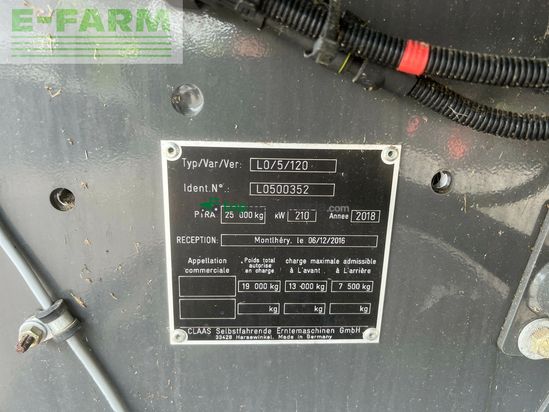 E-FARM
Typ/Var/Ver: L0/5/120
Ident.N°.: L0500352
PTRA 25 000 kg kW 210 Annee 2018
RECEPTION: Montlhéry, le 06/12/2016
Appellation commerciale Poids total autorise en charge charge maximale admissible à L'avant. à L'arrière
19 000 kg 13 000 kg 7 500 kg
kg kg kg
CLAAS Selbstfahrende Erntemaschinen GmbH
33428 Harsewinkel, Made in Germany